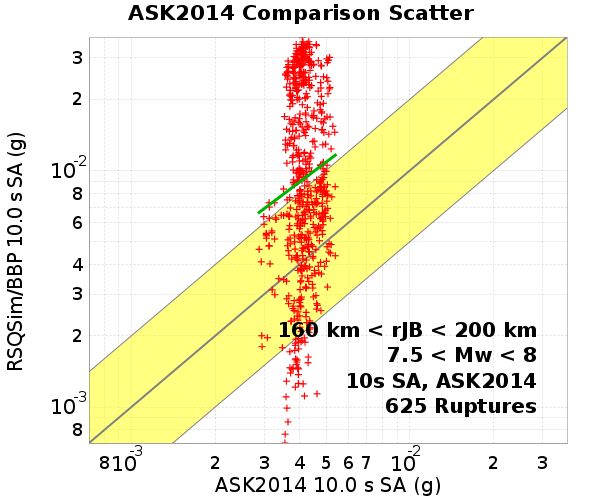 ASK2014 Comparison Scatter
RSQSim/BBP 10.0 s SA (g)
3
2
10-2
8
6
4
3
2
10-3
8
160 km < rJB < 200 km
7.5 < Mw < 8
10s SA, ASK2014
625 Ruptures
8 10-3 2 3 4 5 6 7 10-2 2 3
ASK2014 10.0 s SA (g)